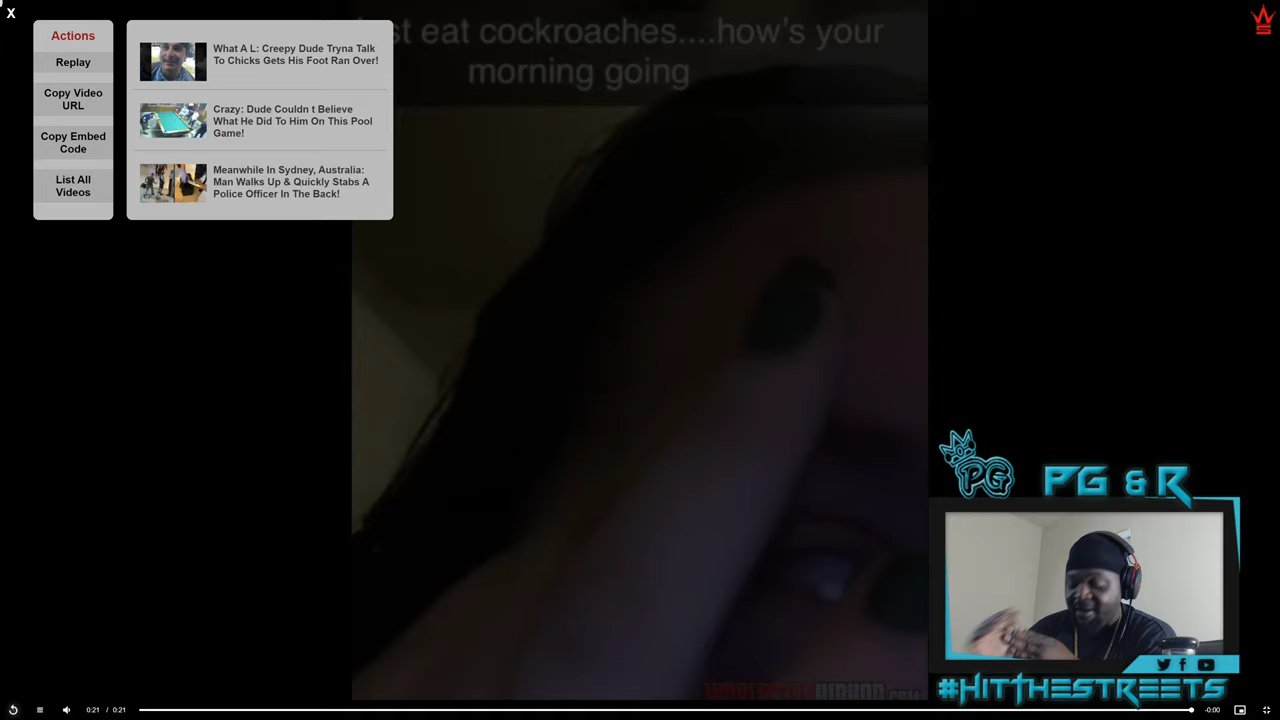 X
Actions
Replay
Copy Video
URL
Copy Embed
Code
List All
Videos
What A L: Creepy Dude Tryna Talk
To Chicks Gets His Foot Ran Over!
Crazy: Dude Couldn t Believe
What He Did To Him On This Pool
Game!
Meanwhile In Sydney, Australia:
Man Walks Up & Quickly Stabs A
Police Officer In The Back!
eat cockroaches....how's your
morning going
PG
PG & R
#HITTHESTREETS
0:21 / 0:21
-0:00